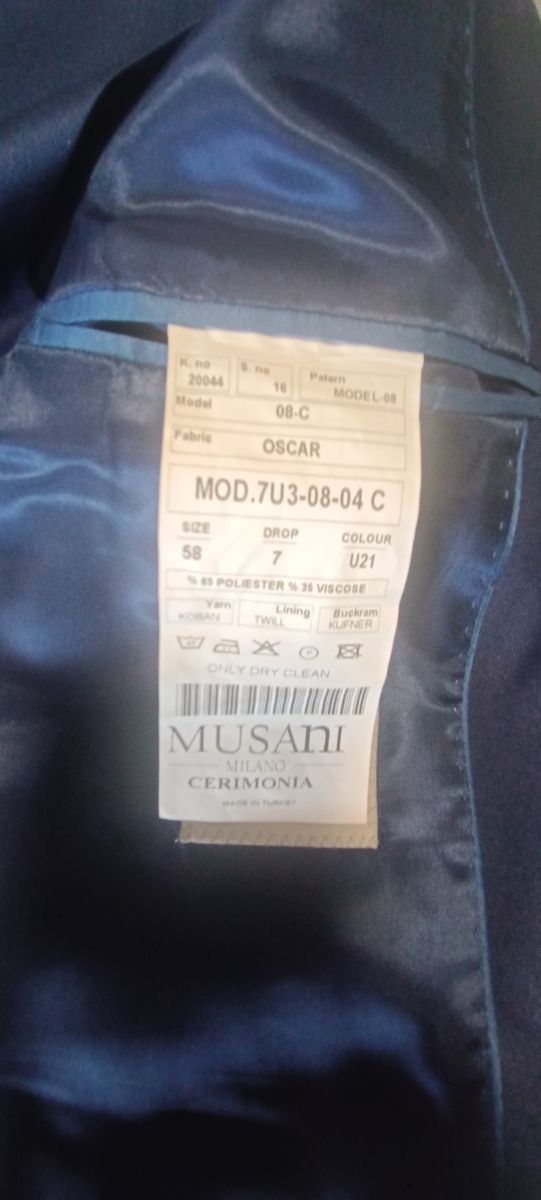 K. no
20044
S. no
16
Patern
MODEL-08
Model
08-C
Fabric
OSCAR
MOD.7U3-08-04 C
SIZE
58
DROP
7
COLOUR
U21
% 65 POLIESTER % 35 VISCOSE
Yarn
KOBAN
Lining
TWILL
Buckram
KUFNER
P
ONLY DRY CLEAN
MUSANI
MILANO
CERIMONIA
MADE IN TURKEY